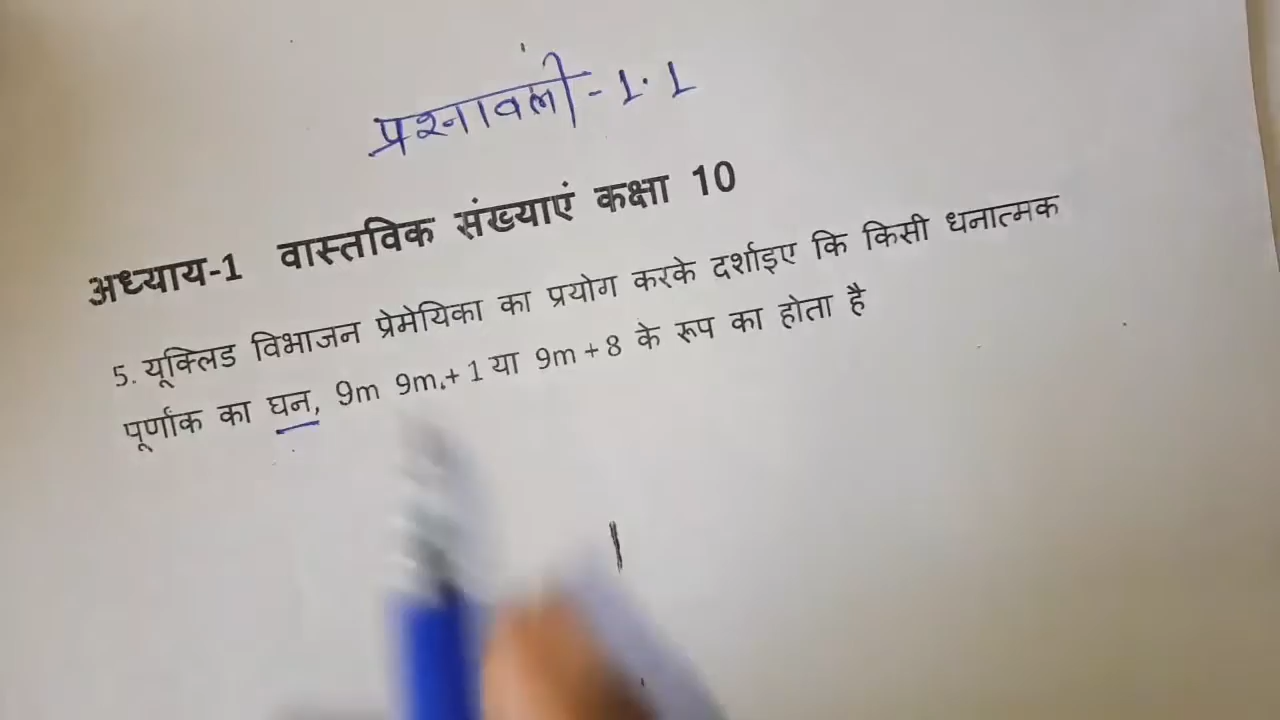 प्रश्नावली - 1.1
अध्याय-1 वास्तविक संख्याएं कक्षा 10
5. यूक्लिड विभाजन प्रेमेयिका का प्रयोग करके दर्शाइए कि किसी धनात्मक
पूर्णांक का घन, 9m 9m + 1 या 9m + 8 के रूप का होता है